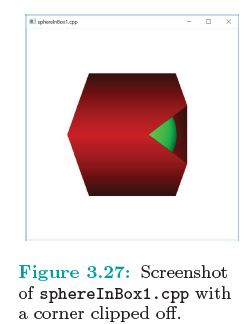 sphereInBox1.cpp
Figure 3.27: Screenshot
of sphereInBox1.cpp with
a corner clipped off.